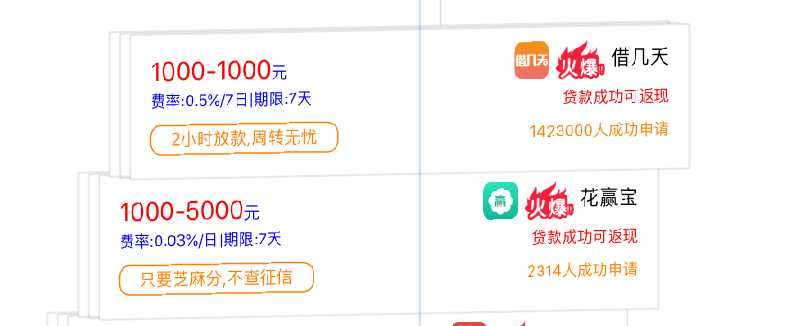 借几天
火爆!
借几天
1000-1000元
贷款成功可返现
费率:0.5%/7日|期限:7天
2小时放款,周转无忧
1423000人成功申请
赢
火爆!
花赢宝
1000-5000元
贷款成功可返现
费率:0.03%/日|期限:7天
只要芝麻分,不查征信
2314人成功申请